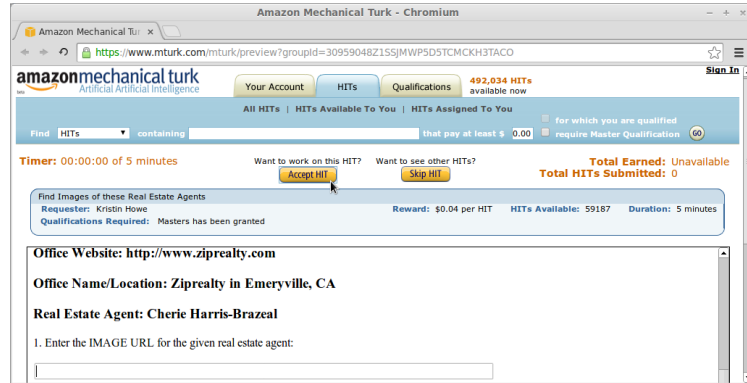 Amazon Mechanical Turk - Chromium
Amazon Mechanical Tu
https://www.mturk.com/mturk/preview?groupId=30959048Z1SSJMWP5D5TCMCKH3TACO
Sign In
amazonmechanical turk
beta
Artificial Artificial Intelligence
Your Account
HITs
Qualifications
492,034 HITs
available now
All HITs | HITs Available To You | HITs Assigned To You
Find HITs containing that pay at least $ 0.00
for which you are qualified
require Master Qualification
GO
Timer: 00:00:00 of 5 minutes
Want to work on this HIT?
Accept HIT
Want to see other HITs?
Skip HIT
Total Earned: Unavailable
Total HITs Submitted: 0
Find Images of these Real Estate Agents
Requester: Kristin Howe Reward: $0.04 per HIT HITs Available: 59187 Duration: 5 minutes
Qualifications Required: Masters has been granted
Office Website: http://www.ziprealty.com
Office Name/Location: Ziprealty in Emeryville, CA
Real Estate Agent: Cherie Harris-Brazeal
1. Enter the IMAGE URL for the given real estate agent: